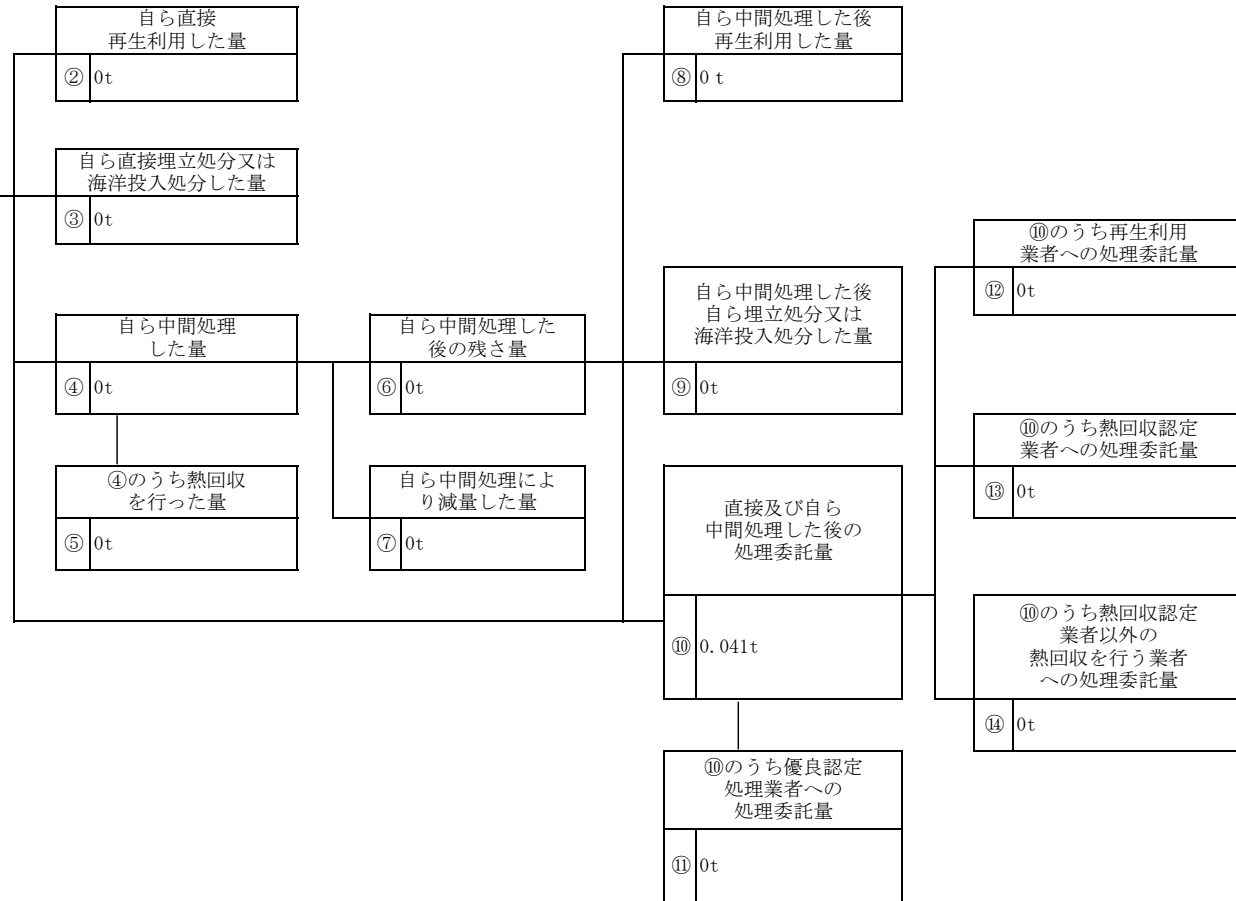 自ら直接
再生利用した量
② 0t
自ら直接埋立処分又は
海洋投入処分した量
③ 0t
自ら中間処理
した量
④ 0t
④のうち熱回収
を行った量
⑤ 0t
自ら中間処理した
後の残さ量
⑥ 0t
自ら中間処理によ
り減量した量
⑦ 0t
自ら中間処理した後
再生利用した量
⑧ 0 t
自ら中間処理した後
自ら埋立処分又は
海洋投入処分した量
⑨ 0t
直接及び自ら
中間処理した後の
処理委託量
⑩ 0.041t
⑩のうち優良認定
処理業者への
処理委託量
⑪ 0t
⑩のうち再生利用
業者への処理委託量
⑫ 0t
⑩のうち熱回収認定
業者への処理委託量
⑬ 0t
⑩のうち熱回収認定
業者以外の
熱回収を行う業者
への処理委託量
⑭ 0t